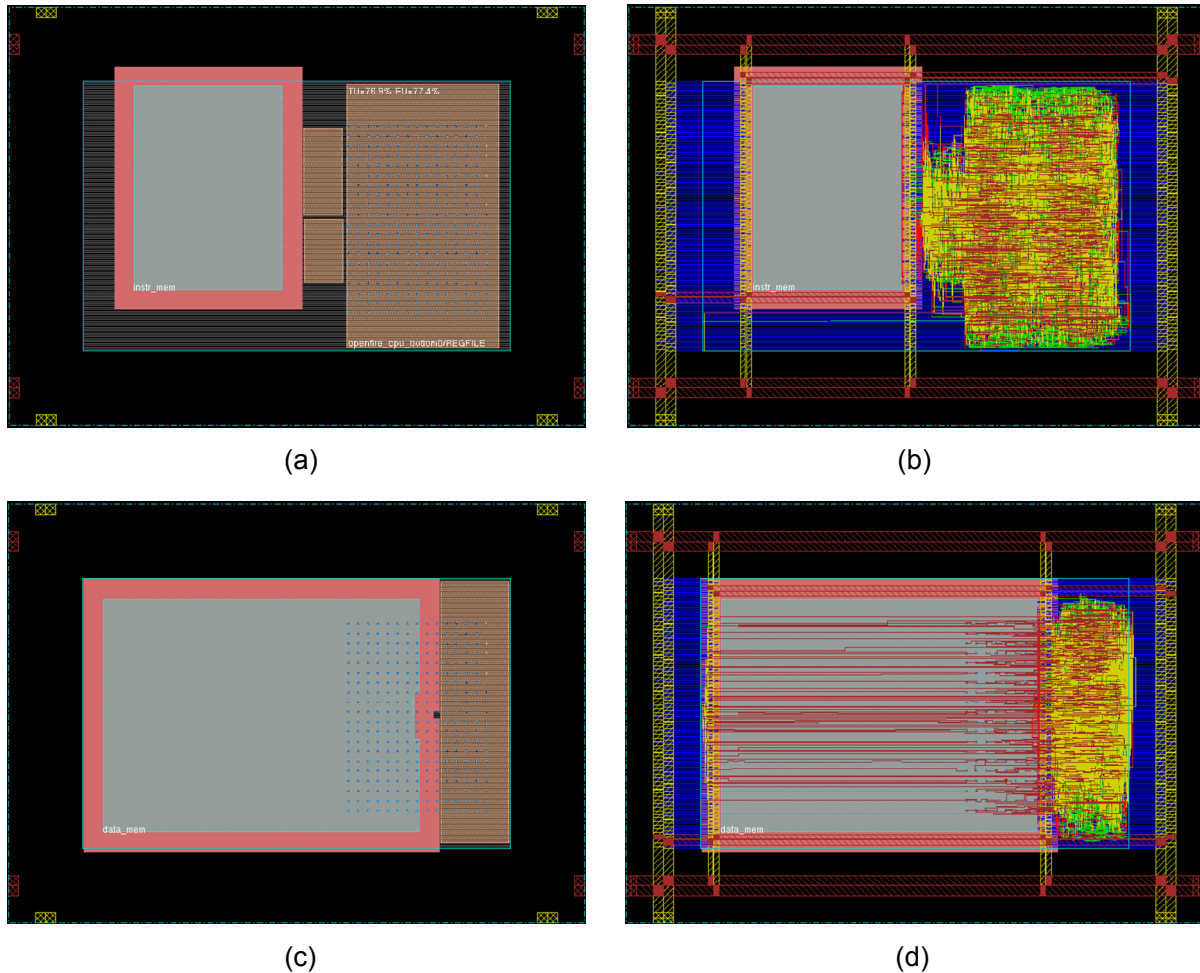 TU=76.9% EU=77.4%
instr_mem
openfire_cpu_bottom0/REGFILE
instr_mem
(a)
(b)
data_mem
data_mem
(c)
(d)